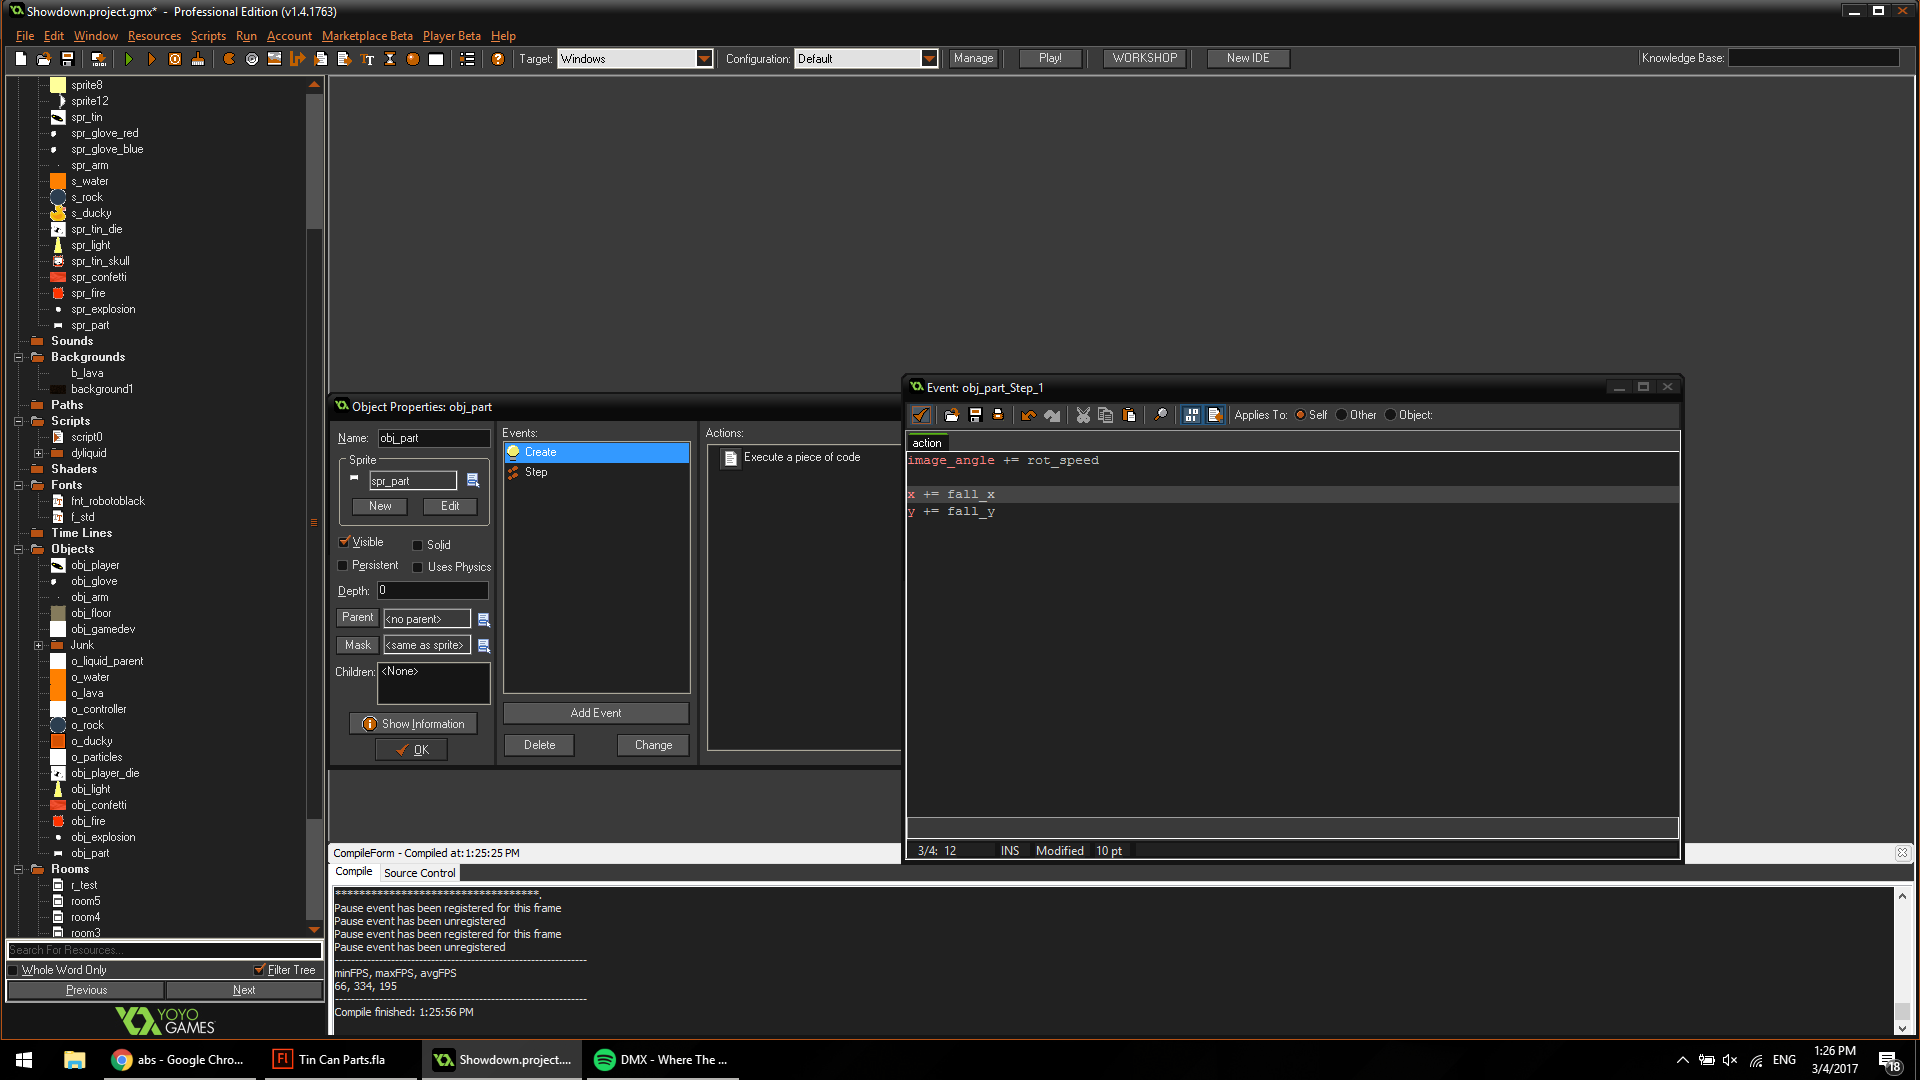 Showdown.project.gmx*  -  Professional Edition (v1.4.1763)
File Edit Window Resources Scripts Run Account Marketplace Beta Player Beta Help
Target: Windows Configuration: Default Manage Play! WORKSHOP New IDE Knowledge Base:
sprite8
sprite12
spr_tin
spr_glove_red
spr_glove_blue
spr_arm
s_water
s_rock
s_ducky
spr_tin_die
spr_light
spr_tin_skull
spr_confetti
spr_fire
spr_explosion
spr_part
Sounds
Backgrounds
b_lava
background1
Paths
Scripts
script0
dyliquid
Shaders
Fonts
fnt_robotoblack
f_std
Time Lines
Objects
obj_player
obj_glove
obj_arm
obj_floor
obj_gamedev
Junk
o_liquid_parent
o_water
o_lava
o_controller
o_rock
o_ducky
o_particles
obj_player_die
obj_light
obj_confetti
obj_fire
obj_explosion
obj_part
Rooms
r_test
room5
room4
room3
Search For Resources...
Whole Word Only Filter Tree
Previous Next
YOYO
GAMES
Object Properties: obj_part
Name: obj_part
Sprite
spr_part
New Edit
Visible Solid
Persistent Uses Physics
Depth: 0
Parent <no parent>
Mask <same as sprite>
Children: <None>
Show Information
OK
Events:
Create
Step
Add Event
Delete Change
Actions:
Execute a piece of code
Event: obj_part_Step_1
Applies To: Self Other Object:
action
image_angle += rot_speed
x += fall_x
y += fall_y
3/4: 12 INS Modified 10 pt
CompileForm - Compiled at: 1:25:25 PM
Compile Source Control
***********************************.
Pause event has been registered for this frame
Pause event has been unregistered
Pause event has been registered for this frame
Pause event has been unregistered
minFPS, maxFPS, avgFPS
66, 334, 195
Compile finished: 1:25:56 PM
abs - Google Chro...
Fl Tin Can Parts.fla
Showdown.project....
DMX - Where The ...
ENG
1:26 PM
3/4/2017
18